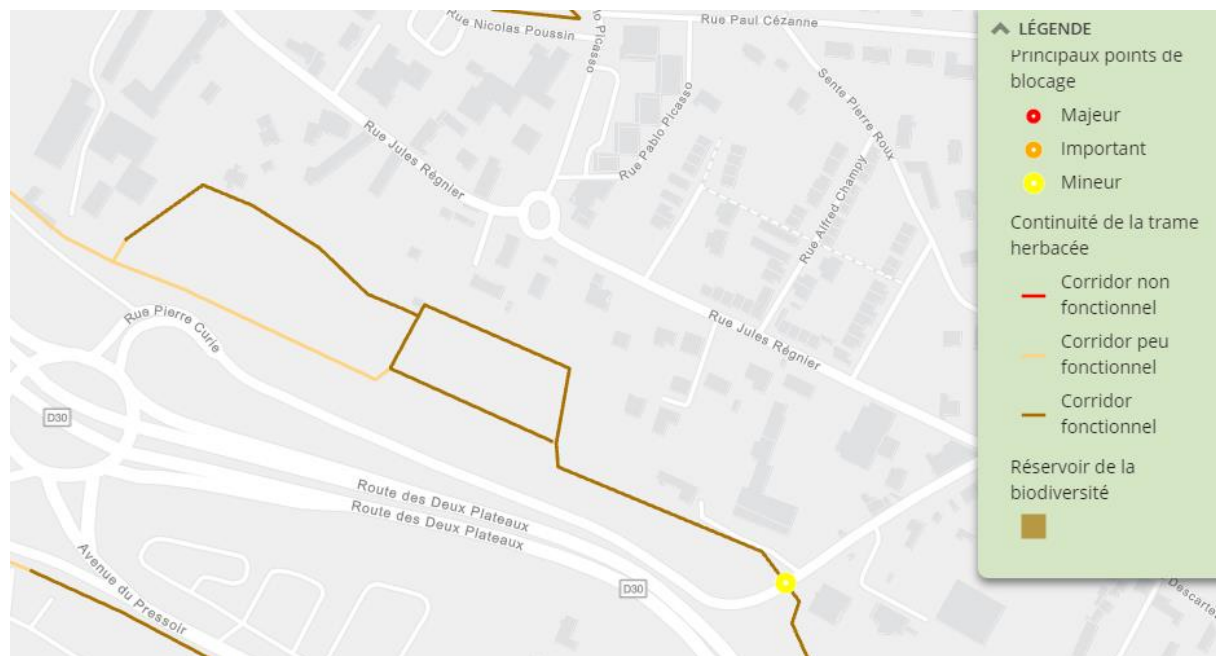 Rue Nicolas Poussin
Picasso
Rue Paul Cézanne
Sente Pierre Roux
Rue Pablo Picasso
Rue Jules Régnier
Rue Alfred Champy
Rue Jules Régnier
Rue Pierre Curie
D30
Route des Deux Plateaux
Route des Deux Plateaux
D30
Avenue du Pressoir
Descartes
LÉGENDE
Principaux points de
blocage
Majeur
Important
Mineur
Continuité de la trame
herbacée
Corridor non
fonctionnel
Corridor peu
fonctionnel
Corridor
fonctionnel
Réservoir de la
biodiversité